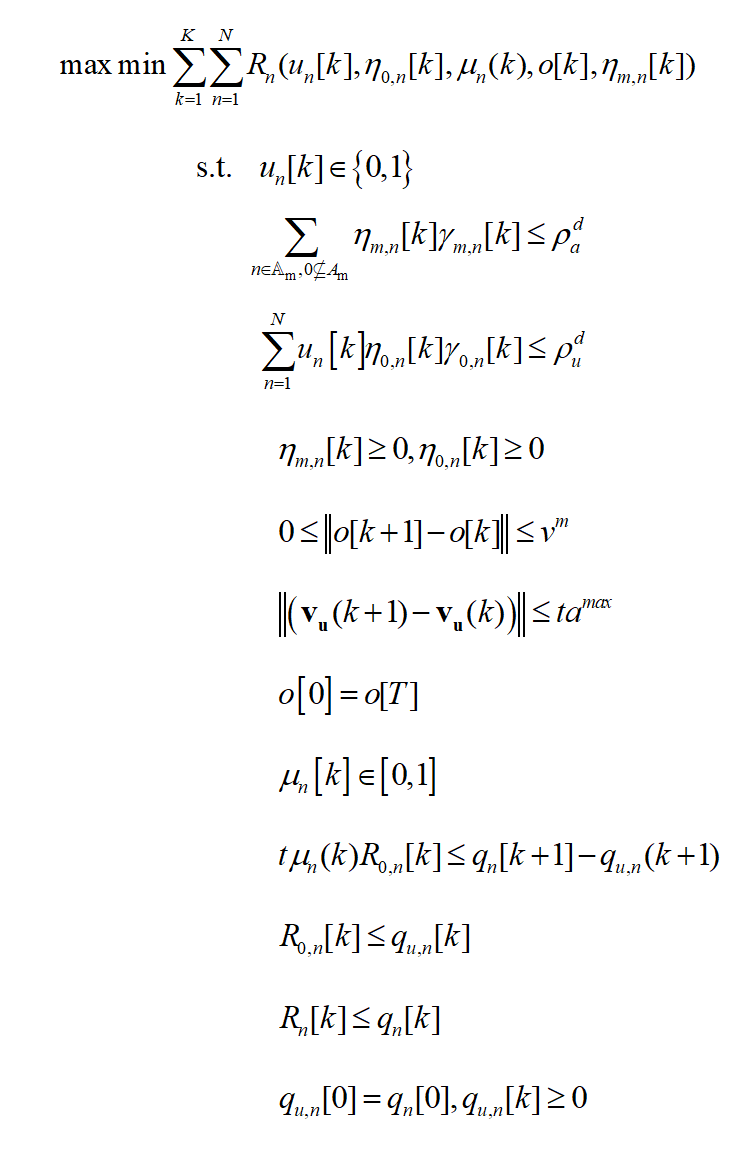 max min ∑_{k=1}^{K} ∑_{n=1}^{N} R_n(u_n[k], η_{0,n}[k], μ_n(k), o[k], η_{m,n}[k])
s.t. u_n[k] ∈ {0,1}
∑_{n∈𝔸_m, 0⊄A_m} η_{m,n}[k]γ_{m,n}[k] ≤ ρ_a^d
∑_{n=1}^{N} u_n[k]η_{0,n}[k]γ_{0,n}[k] ≤ ρ_u^d
η_{m,n}[k] ≥ 0, η_{0,n}[k] ≥ 0
0 ≤ ‖o[k+1] − o[k]‖ ≤ v^m
‖(𝐯_𝐮(k+1) − 𝐯_𝐮(k))‖ ≤ ta^{max}
o[0] = o[T]
μ_n[k] ∈ [0,1]
tμ_n(k)R_{0,n}[k] ≤ q_n[k+1] − q_{u,n}(k+1)
R_{0,n}[k] ≤ q_{u,n}[k]
R_n[k] ≤ q_n[k]
q_{u,n}[0] = q_n[0], q_{u,n}[k] ≥ 0